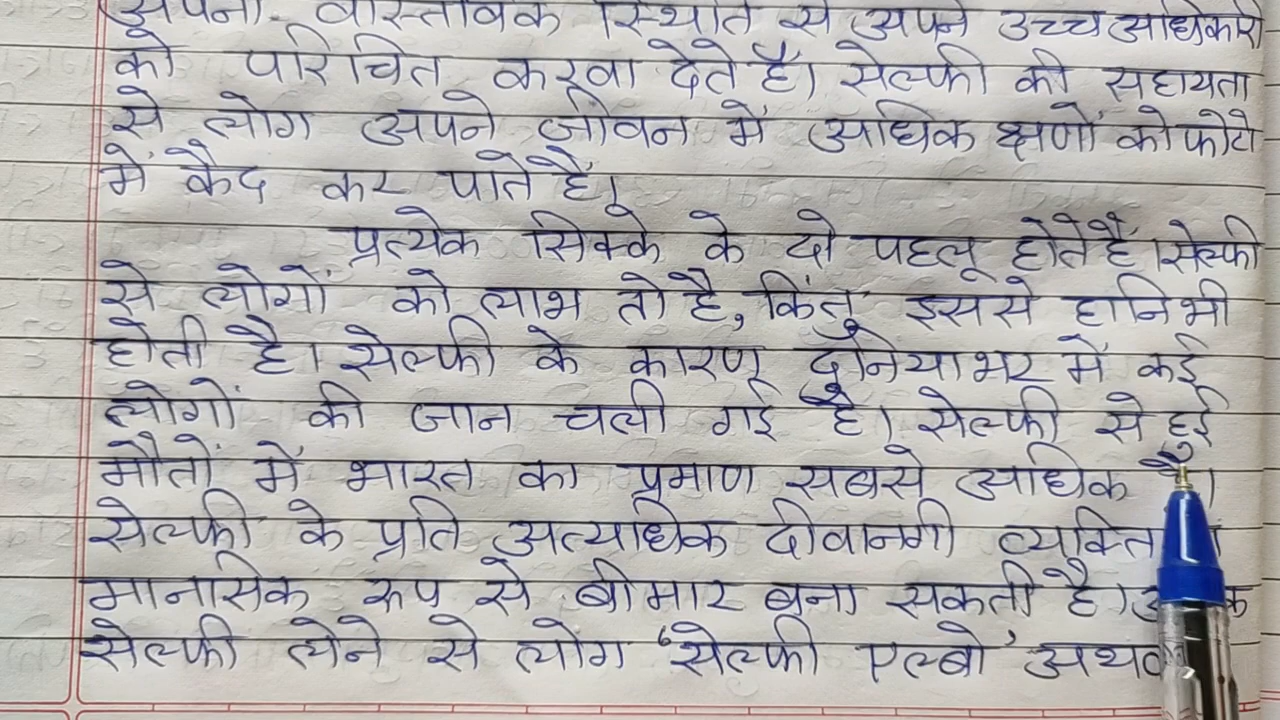 अपनी वास्तविक स्थिति से अपने उच्च अधिकारी
को परिचित करवा देते हैं। सेल्फी की सहायता
से लोग अपने जीवन में अधिक क्षणों को फोटो
में कैद कर पाते हैं।
प्रत्येक सिक्के के दो पहलू होते हैं। सेल्फी
से लोगों को लाभ तो है, किंतु इससे हानि भी
होती है। सेल्फी के कारण दुनियाभर में कई
लोगों की जान चली गई है। सेल्फी से हुई
मौतों में भारत का प्रमाण सबसे अधिक है।
सेल्फी के प्रति अत्याधिक दीवानगी व्यक्ति
मानसिक रूप से बीमार बना सकती है।
सेल्फी लेने से लोग 'सेल्फी एल्बो' अथवा